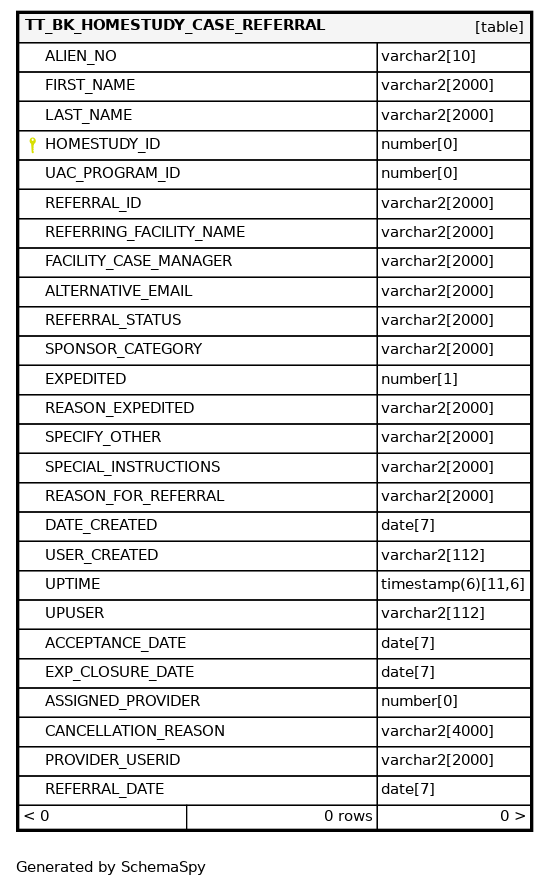 TT_BK_HOMESTUDY_CASE_REFERRAL [table]
ALIEN_NO varchar2[10]
FIRST_NAME varchar2[2000]
LAST_NAME varchar2[2000]
HOMESTUDY_ID number[0]
UAC_PROGRAM_ID number[0]
REFERRAL_ID varchar2[2000]
REFERRING_FACILITY_NAME varchar2[2000]
FACILITY_CASE_MANAGER varchar2[2000]
ALTERNATIVE_EMAIL varchar2[2000]
REFERRAL_STATUS varchar2[2000]
SPONSOR_CATEGORY varchar2[2000]
EXPEDITED number[1]
REASON_EXPEDITED varchar2[2000]
SPECIFY_OTHER varchar2[2000]
SPECIAL_INSTRUCTIONS varchar2[2000]
REASON_FOR_REFERRAL varchar2[2000]
DATE_CREATED date[7]
USER_CREATED varchar2[112]
UPTIME timestamp(6)[11,6]
UPUSER varchar2[112]
ACCEPTANCE_DATE date[7]
EXP_CLOSURE_DATE date[7]
ASSIGNED_PROVIDER number[0]
CANCELLATION_REASON varchar2[4000]
PROVIDER_USERID varchar2[2000]
REFERRAL_DATE date[7]
< 0 0 rows 0 >
Generated by SchemaSpy